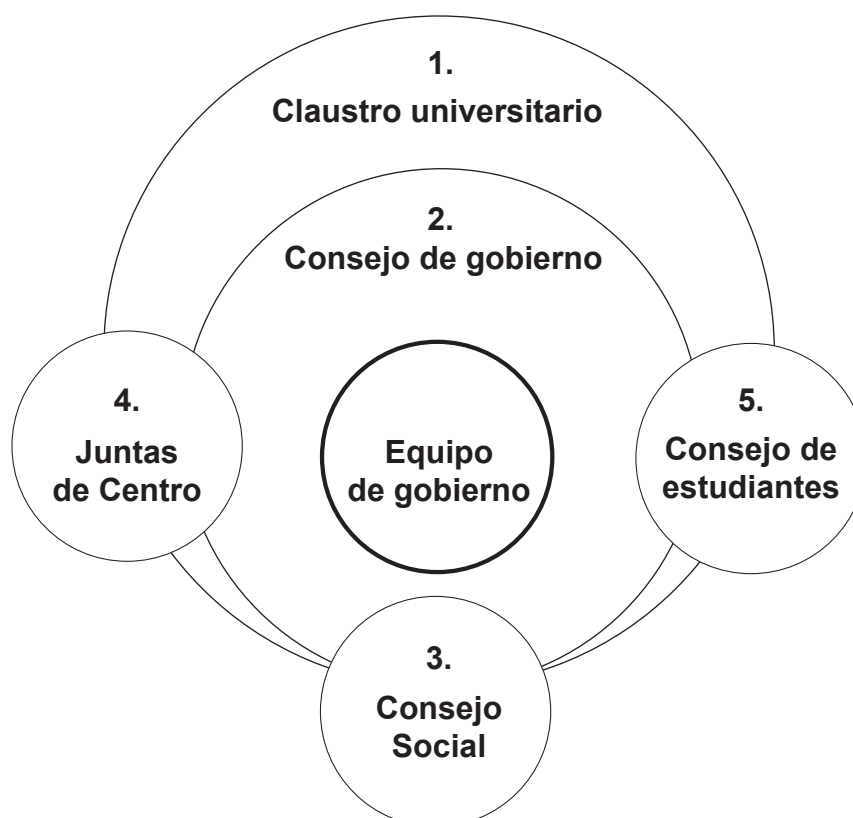 1.
Claustro universitario
2.
Consejo de gobierno
4.
Juntas
de Centro
Equipo
de gobierno
5.
Consejo de
estudiantes
3.
Consejo
Social